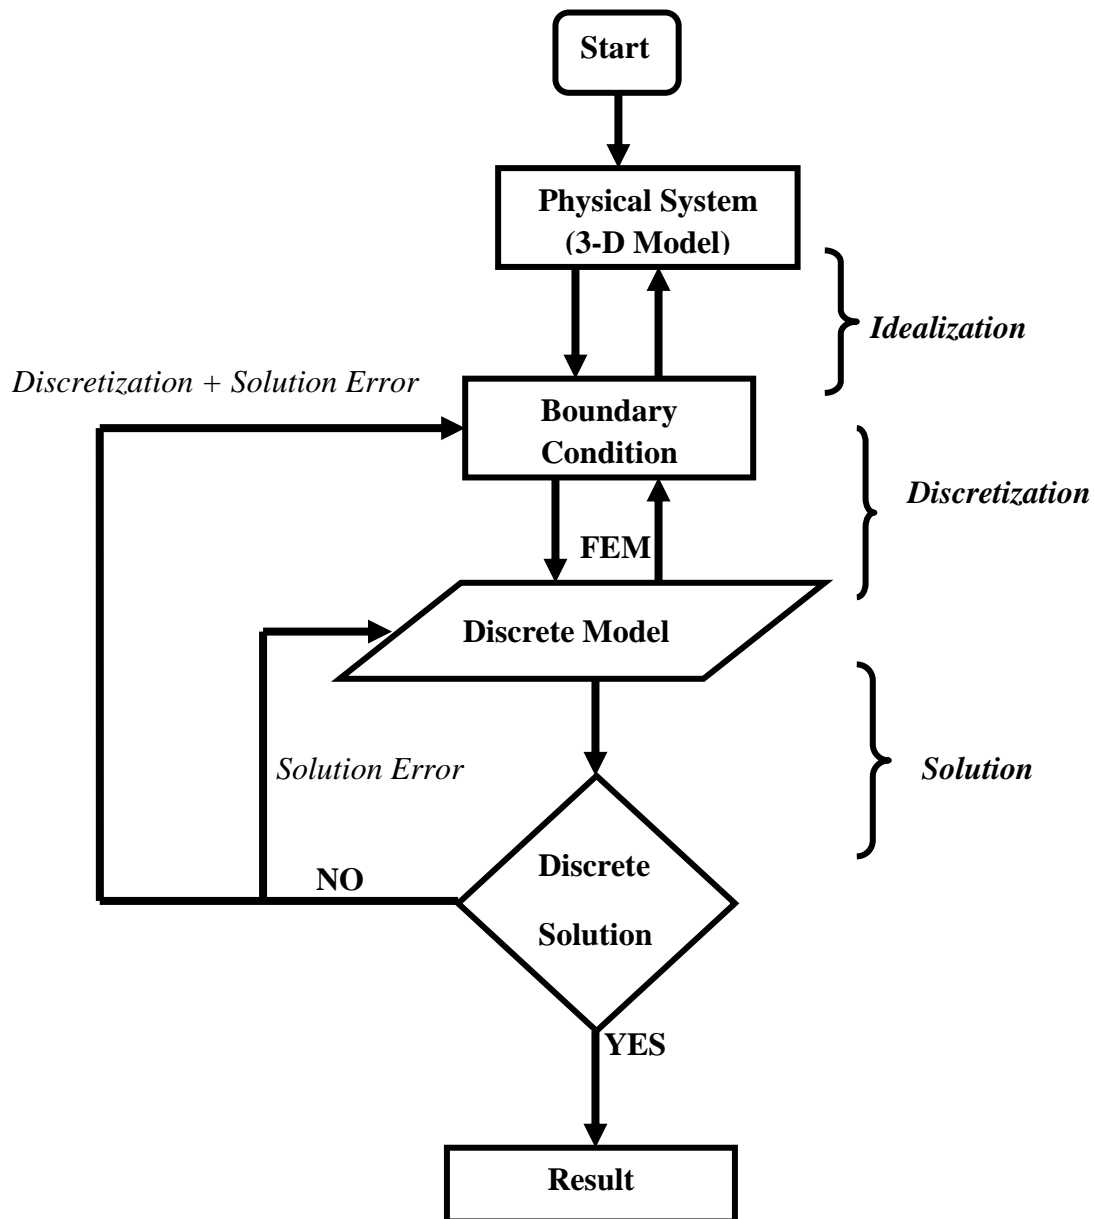 Start
Physical System
(3-D Model)
Idealization
Discretization + Solution Error
Boundary
Condition
Discretization
FEM
Discrete Model
Solution Error
Solution
Discrete
NO
Solution
YES
Result